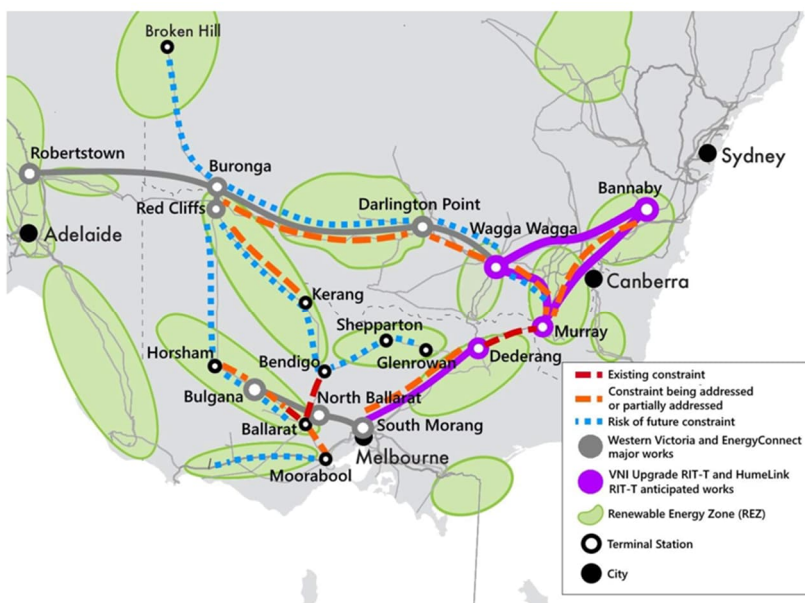 Broken Hill
Robertstown
Buronga
Sydney
Red Cliffs
Darlington Point
Bannaby
Wagga Wagga
Adelaide
Canberra
Kerang
Shepparton
Murray
Horsham
Bendigo
Glenrowan
Dederang
Bulgana
North Ballarat
Ballarat
South Morang
Melbourne
Moorabool
Existing constraint
Constraint being addressed
or partially addressed
Risk of future constraint
Western Victoria and EnergyConnect
major works
VNI Upgrade RIT-T and HumeLink
RIT-T anticipated works
Renewable Energy Zone (REZ)
Terminal Station
City